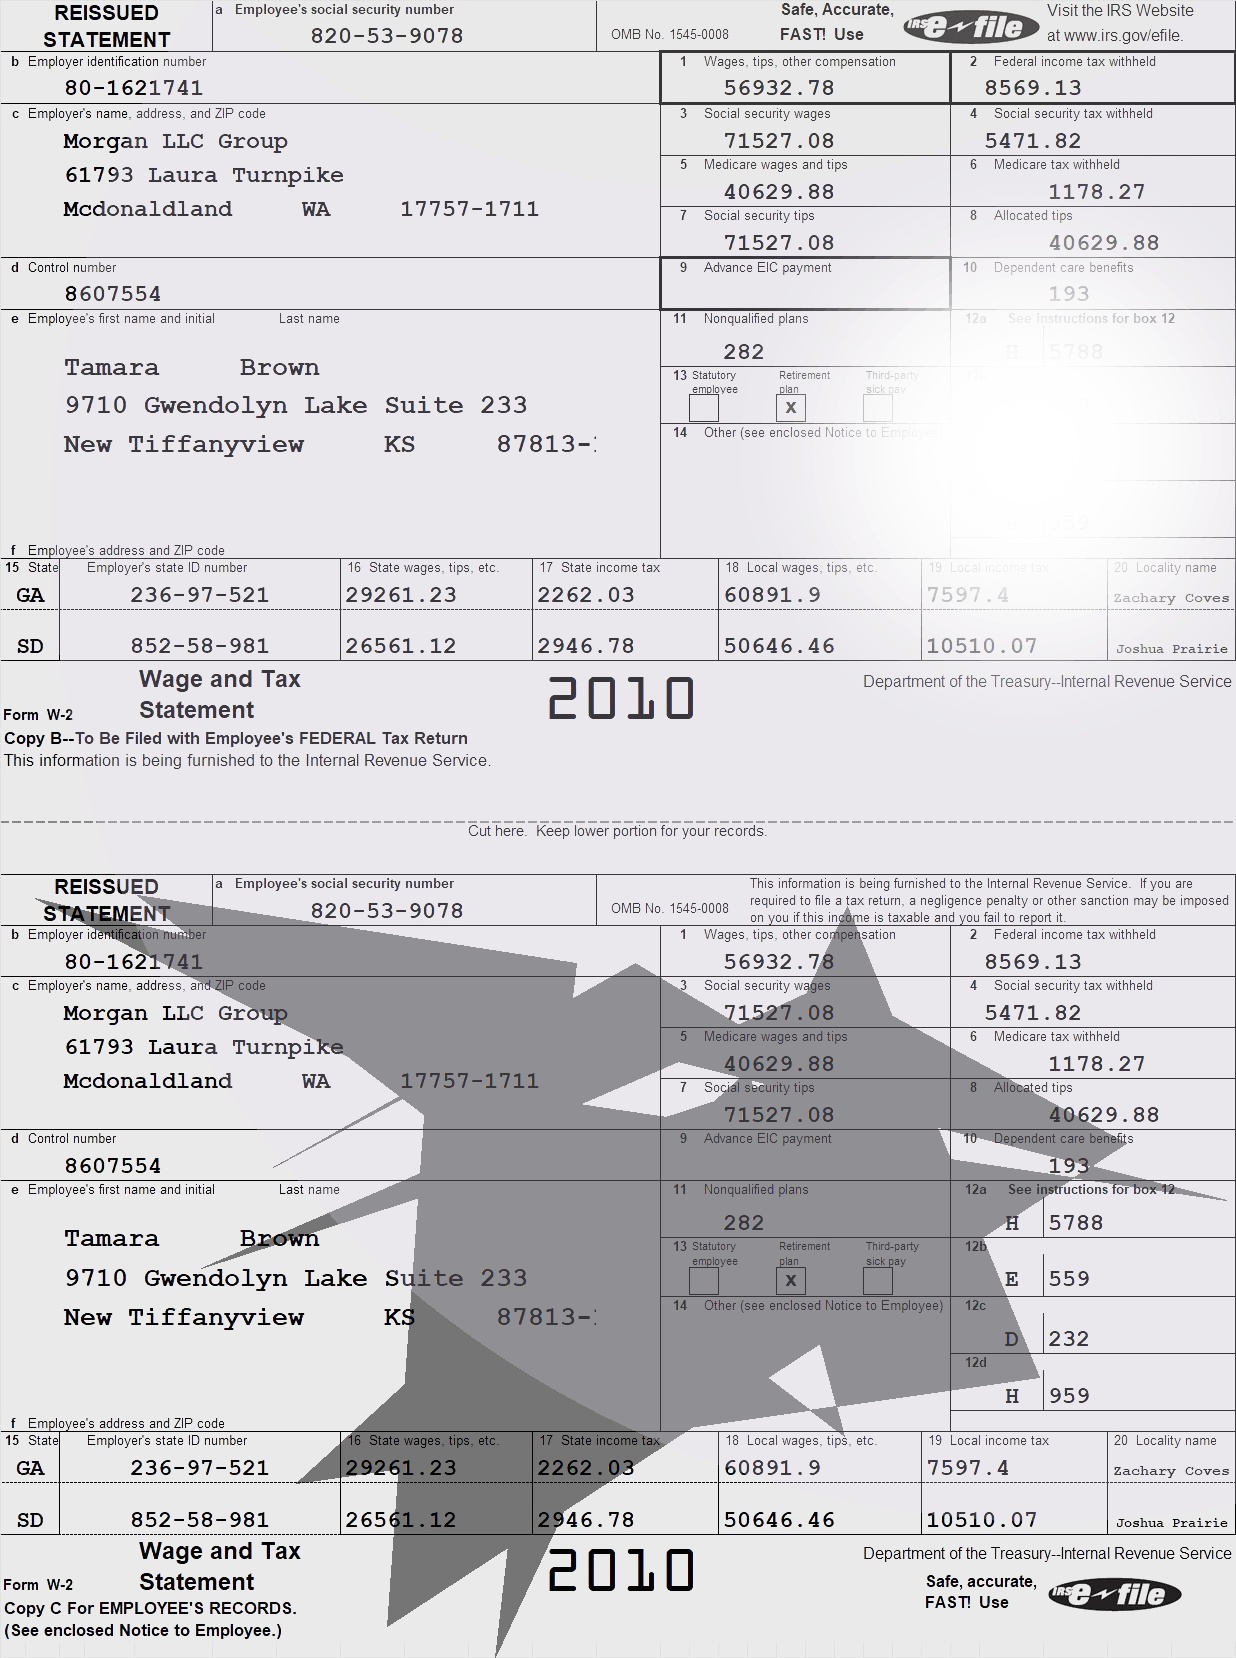 REISSUED STATEMENT
a Employee's social security number
820-53-9078
OMB No. 1545-0008
Safe, Accurate, FAST! Use
IRS e-file
Visit the IRS Website at www.irs.gov/efile.
b Employer identification number
80-1621741
1 Wages, tips, other compensation
56932.78
2 Federal income tax withheld
8569.13
c Employer's name, address, and ZIP code
Morgan LLC Group
61793 Laura Turnpike
Mcdonaldland WA 17757-1711
3 Social security wages
71527.08
4 Social security tax withheld
5471.82
5 Medicare wages and tips
40629.88
6 Medicare tax withheld
1178.27
7 Social security tips
71527.08
8 Allocated tips
40629.88
d Control number
8607554
9 Advance EIC payment
10 Dependent care benefits
193
e Employee's first name and initial Last name
Tamara Brown
9710 Gwendolyn Lake Suite 233
New Tiffanyview KS 87813-
11 Nonqualified plans
282
12a See instructions for box 12
H 5788
13 Statutory employee
Retirement plan
X
Third-party sick pay
14 Other (see enclosed Notice to Employee)
959
f Employee's address and ZIP code
15 State Employer's state ID number 16 State wages, tips, etc. 17 State income tax 18 Local wages, tips, etc. 19 Local income tax 20 Locality name
GA 236-97-521 29261.23 2262.03 60891.9 7597.4 Zachary Coves
SD 852-58-981 26561.12 2946.78 50646.46 10510.07 Joshua Prairie
Form W-2 Wage and Tax Statement
2010
Department of the Treasury--Internal Revenue Service
Copy B--To Be Filed with Employee's FEDERAL Tax Return
This information is being furnished to the Internal Revenue Service.
Cut here. Keep lower portion for your records.
REISSUED STATEMENT
a Employee's social security number
820-53-9078
OMB No. 1545-0008
This information is being furnished to the Internal Revenue Service. If you are
required to file a tax return, a negligence penalty or other sanction may be imposed
on you if this income is taxable and you fail to report it.
b Employer identification number
80-1621741
1 Wages, tips, other compensation
56932.78
2 Federal income tax withheld
8569.13
c Employer's name, address, and ZIP code
Morgan LLC Group
61793 Laura Turnpike
Mcdonaldland WA 17757-1711
3 Social security wages
71527.08
4 Social security tax withheld
5471.82
5 Medicare wages and tips
40629.88
6 Medicare tax withheld
1178.27
7 Social security tips
71527.08
8 Allocated tips
40629.88
d Control number
8607554
9 Advance EIC payment
10 Dependent care benefits
193
e Employee's first name and initial Last name
Tamara Brown
9710 Gwendolyn Lake Suite 233
New Tiffanyview KS 87813-
11 Nonqualified plans
282
12a See instructions for box 12
H 5788
13 Statutory employee
Retirement plan
X
Third-party sick pay
12b
E 559
14 Other (see enclosed Notice to Employee)
12c
D 232
12d
H 959
f Employee's address and ZIP code
15 State Employer's state ID number 16 State wages, tips, etc. 17 State income tax 18 Local wages, tips, etc. 19 Local income tax 20 Locality name
GA 236-97-521 29261.23 2262.03 60891.9 7597.4 Zachary Coves
SD 852-58-981 26561.12 2946.78 50646.46 10510.07 Joshua Prairie
Form W-2 Wage and Tax Statement
2010
Department of the Treasury--Internal Revenue Service
Copy C For EMPLOYEE'S RECORDS.
(See enclosed Notice to Employee.)
Safe, accurate, FAST! Use
IRS e-file